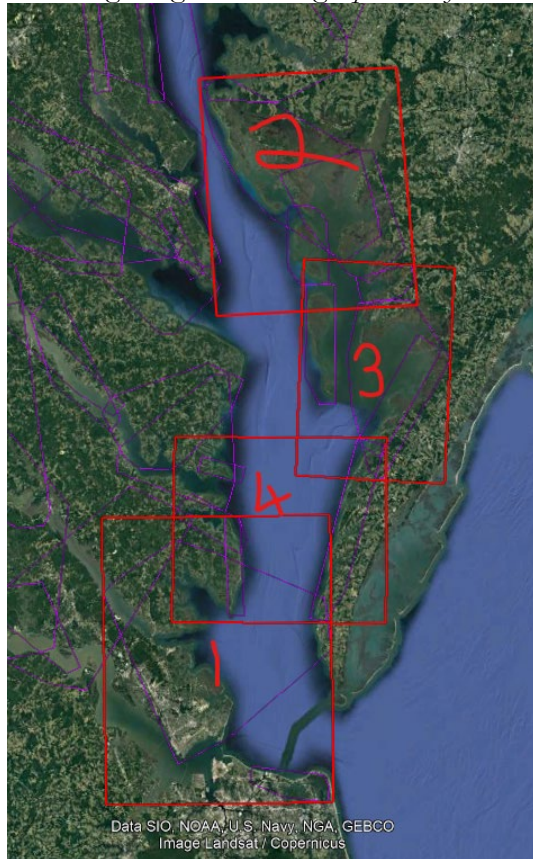 2
3
4
1
Data SIO, NOAA, U.S. Navy, NGA, GEBCO
Image Landsat / Copernicus